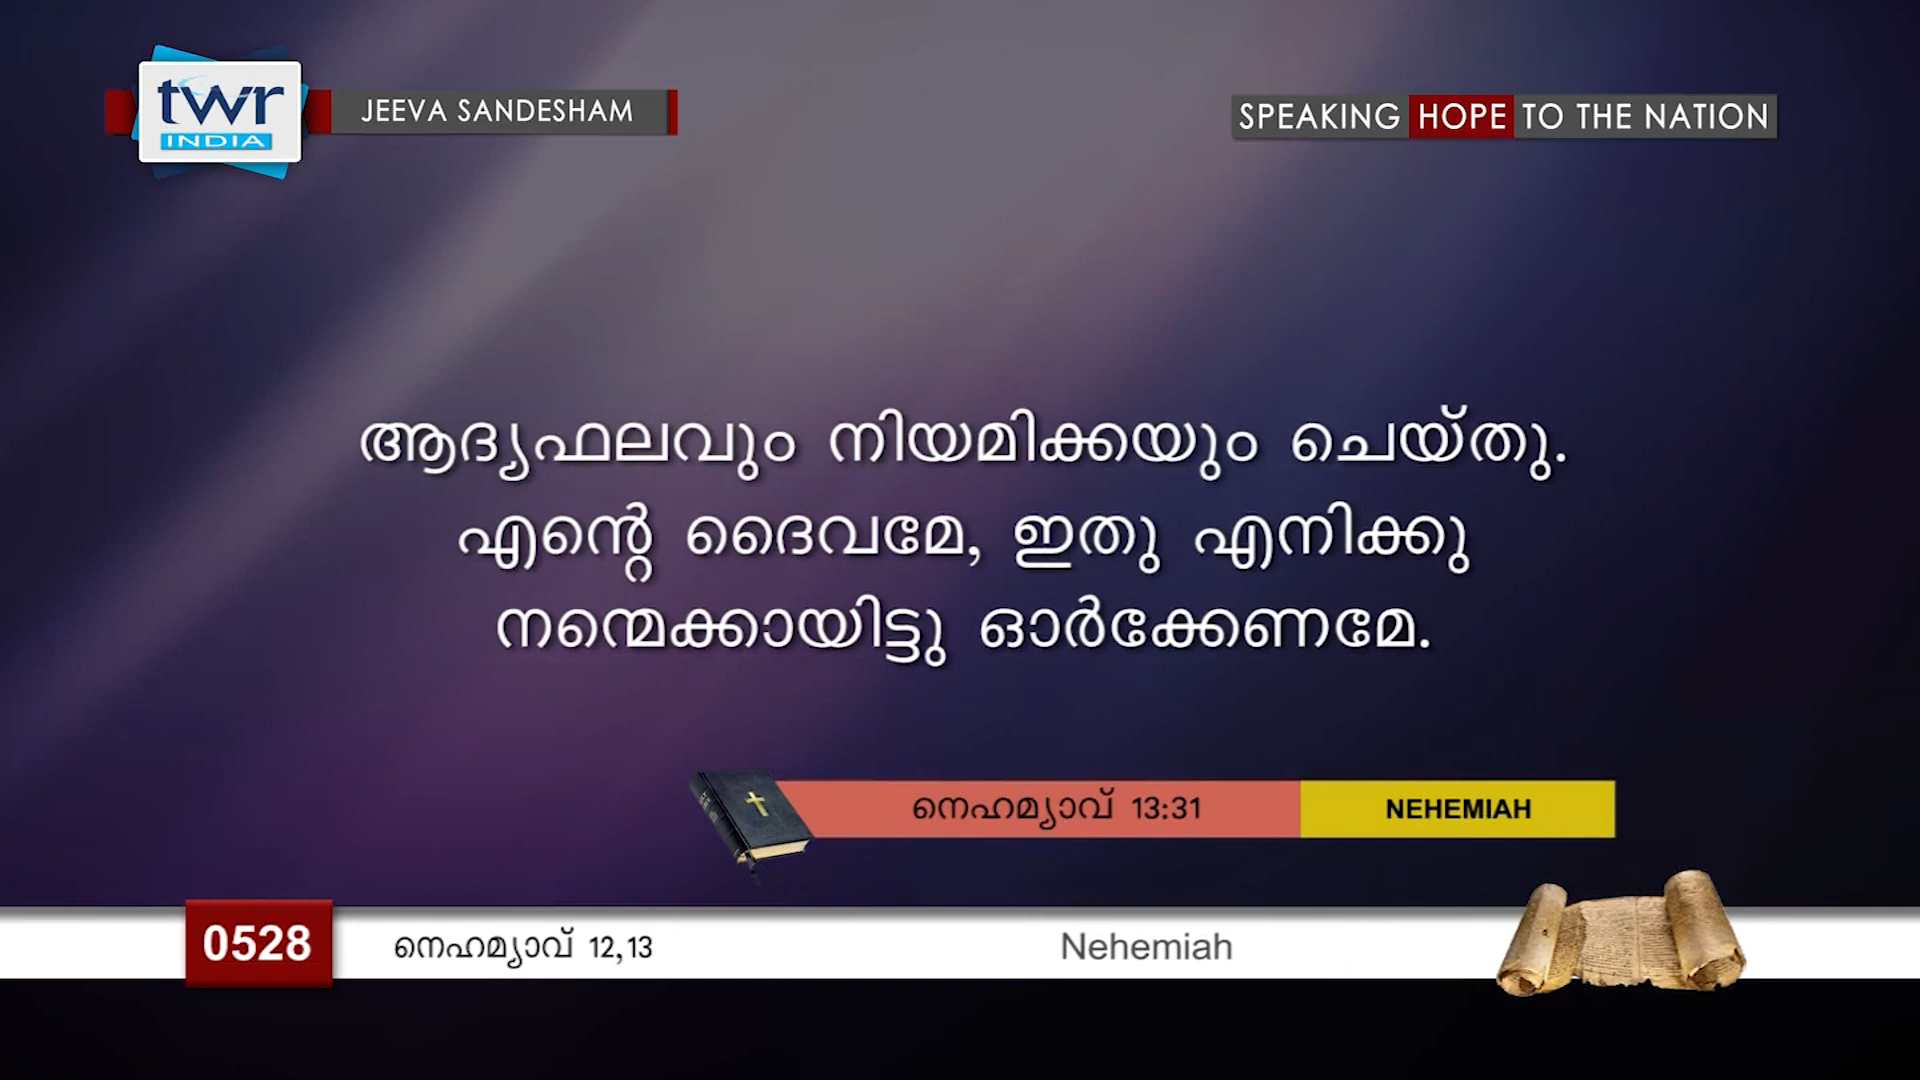 twr
INDIA
JEEVA SANDESHAM
SPEAKING HOPE TO THE NATION
ആദ്യഫലവും നിയമിക്കയും ചെയ്തു.
എന്റെ ദൈവമേ, ഇതു എനിക്കു
നന്മെക്കായിട്ടു ഓർക്കേണമേ.
നെഹമ്യാവ് 13:31
NEHEMIAH
0528
നെഹമ്യാവ് 12,13
Nehemiah